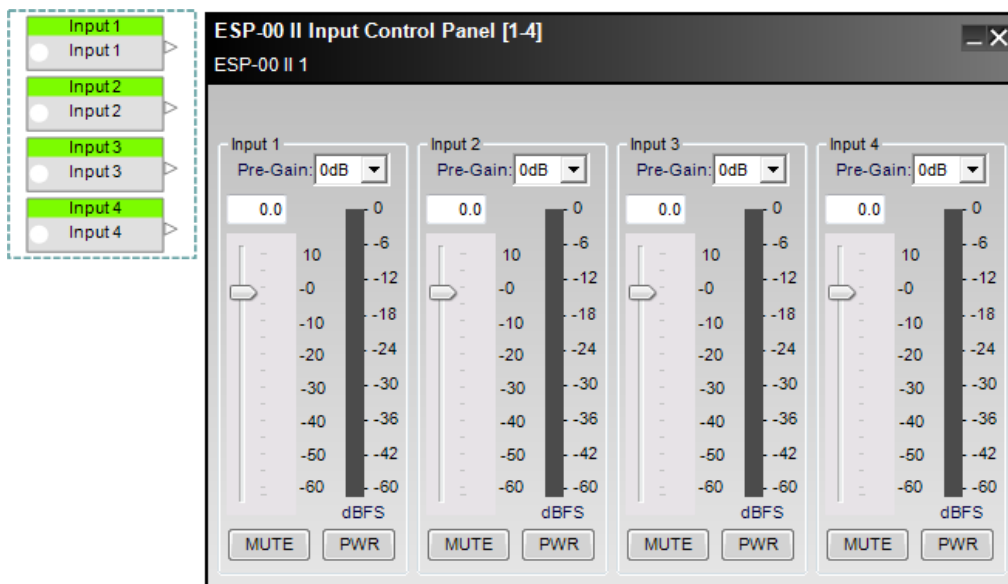 Input 1
Input 1
Input 2
Input 2
Input 3
Input 3
Input 4
Input 4
ESP-00 II Input Control Panel [1-4]
ESP-00 II 1
Input 1
Pre-Gain: 0dB
0.0
10
-0
-10
-20
-30
-40
-50
-60
0
-6
-12
-18
-24
-30
-36
-42
-60
dBFS
MUTE PWR
Input 2
Pre-Gain: 0dB
0.0
10
-0
-10
-20
-30
-40
-50
-60
0
-6
-12
-18
-24
-30
-36
-42
-60
dBFS
MUTE PWR
Input 3
Pre-Gain: 0dB
0.0
10
-0
-10
-20
-30
-40
-50
-60
0
-6
-12
-18
-24
-30
-36
-42
-60
dBFS
MUTE PWR
Input 4
Pre-Gain: 0dB
0.0
10
-0
-10
-20
-30
-40
-50
-60
0
-6
-12
-18
-24
-30
-36
-42
-60
dBFS
MUTE PWR